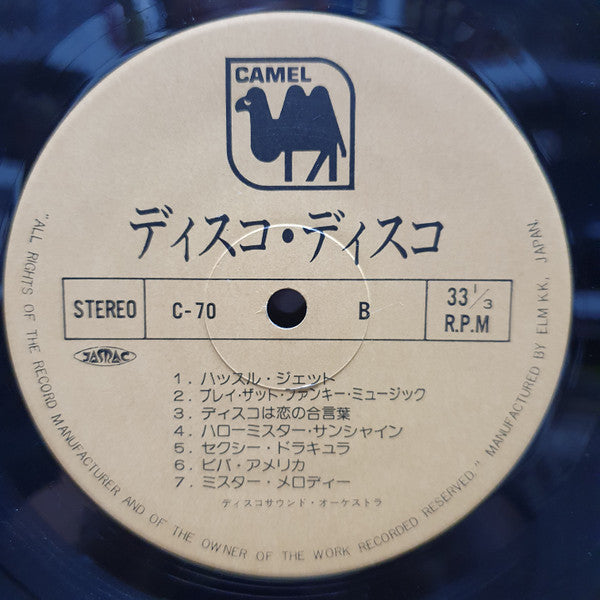 CAMEL
ディスコ・ディスコ
STEREO
C-70
B
33 1/3
R.P.M
JASRAC
1. ハッスル・ジェット
2. プレイ・ザット・ファンキー・ミュージック
3. ディスコは恋の合言葉
4. ハローミスター・サンシャイン
5. セクシー・ドラキュラ
6. ビバ・アメリカ
7. ミスター・メロディー
ディスコサウンド・オーケストラ
"ALL RIGHTS OF THE RECORD MANUFACTURER AND OF THE OWNER OF THE WORK RECORDED RESERVED." MANUFACTURED BY ELM K.K, JAPAN.